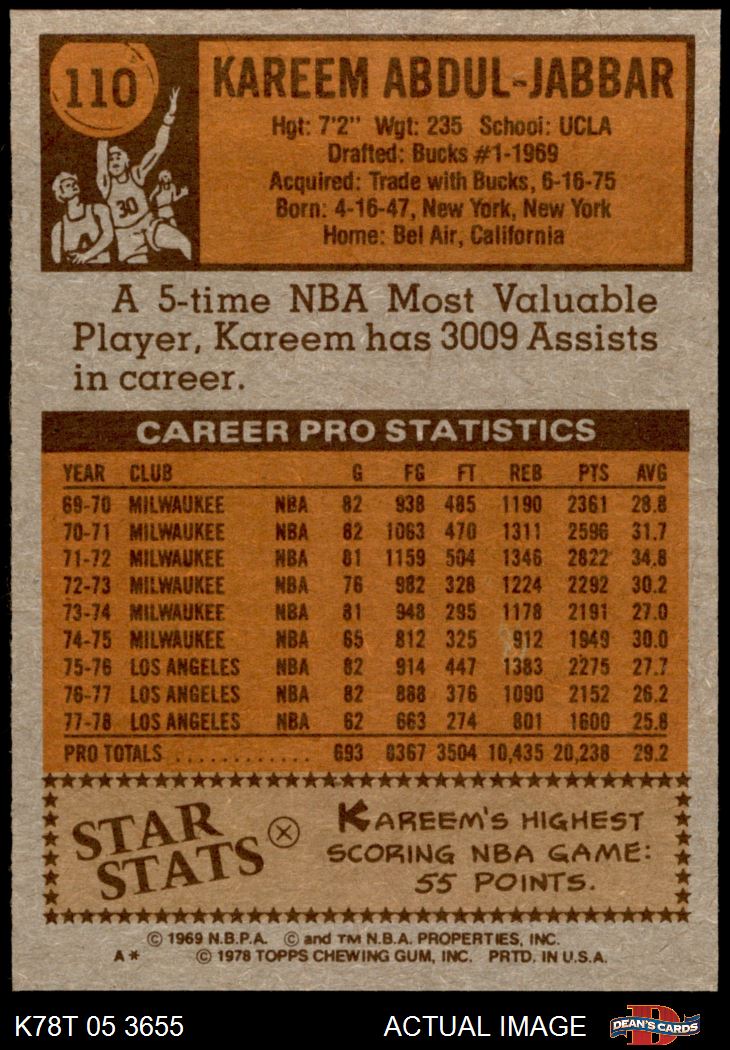 110
KAREEM ABDUL-JABBAR
Hgt: 7'2" Wgt: 235 School: UCLA
Drafted: Bucks #1-1969
Acquired: Trade with Bucks, 6-16-75
Born: 4-16-47, New York, New York
Home: Bel Air, California
30
A 5-time NBA Most Valuable
Player, Kareem has 3009 Assists
in career.
CAREER PRO STATISTICS
YEAR CLUB G FG FT REB PTS AVG
69-70 MILWAUKEE NBA 82 938 485 1190 2361 28.8
70-71 MILWAUKEE NBA 82 1063 470 1311 2596 31.7
71-72 MILWAUKEE NBA 81 1159 504 1346 2822 34.8
72-73 MILWAUKEE NBA 76 982 328 1224 2292 30.2
73-74 MILWAUKEE NBA 81 948 295 1178 2191 27.0
74-75 MILWAUKEE NBA 65 812 325 912 1949 30.0
75-76 LOS ANGELES NBA 82 914 447 1383 2275 27.7
76-77 LOS ANGELES NBA 82 888 376 1090 2152 26.2
77-78 LOS ANGELES NBA 62 663 274 801 1600 25.8
PRO TOTALS ............ 693 8367 3504 10,435 20,238 29.2
STAR STATS
KAREEM'S HIGHEST
SCORING NBA GAME:
55 POINTS.
© 1969 N.B.P.A. © and TM N.B.A. PROPERTIES, INC.
A* © 1978 TOPPS CHEWING GUM, INC. PRTD. IN U.S.A.
K78T 05 3655 ACTUAL IMAGE D DEAN'S CARDS